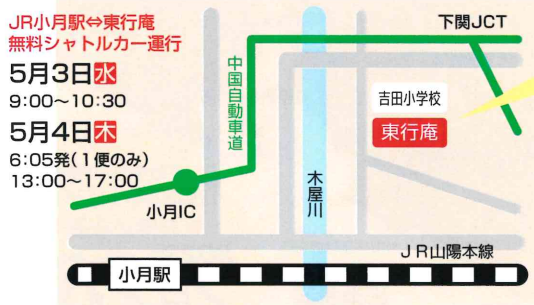 JR小月駅⇔東行庵
無料シャトルカー運行
5月3日水
9:00〜10:30
5月4日木
6:05発(1便のみ)
13:00〜17:00
下関JCT
中国自動車道
吉田小学校
東行庵
木屋川
小月IC
JR山陽本線
小月駅